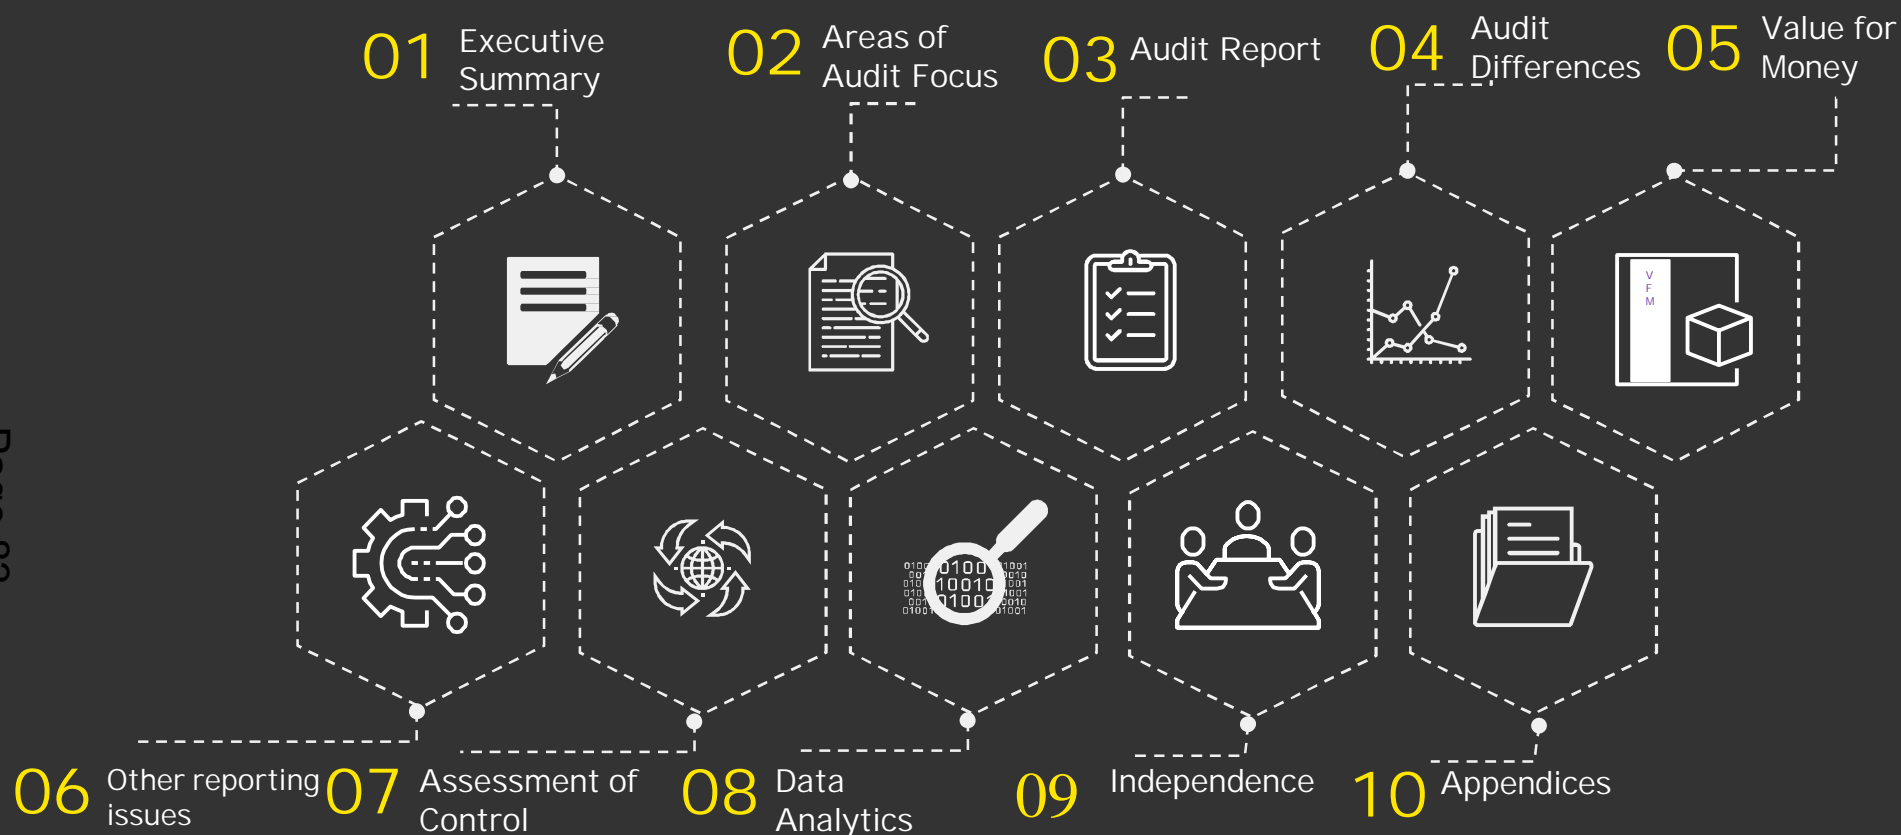 01 Executive
Summary
02 Areas of
Audit Focus
03 Audit Report
04 Audit
Differences
05 Value for
Money
V
F
M
06 Other reporting
issues
07 Assessment of
Control
08 Data
Analytics
09 Independence
10 Appendices